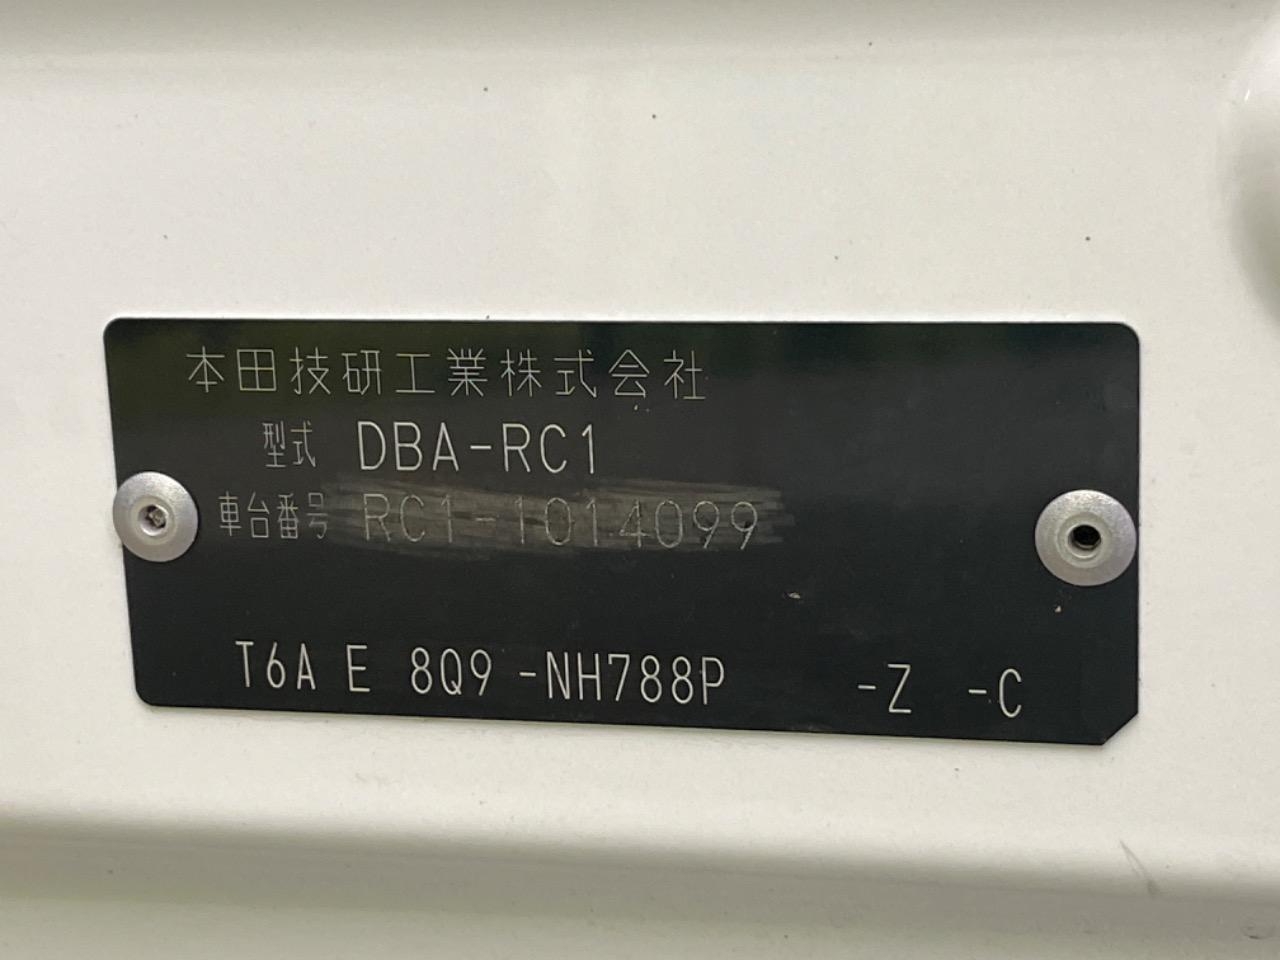 本田技研工業株式会社
型式 DBA-RC1
車台番号 RC1-1014099
T6A E 8Q9 -NH788P -Z -C